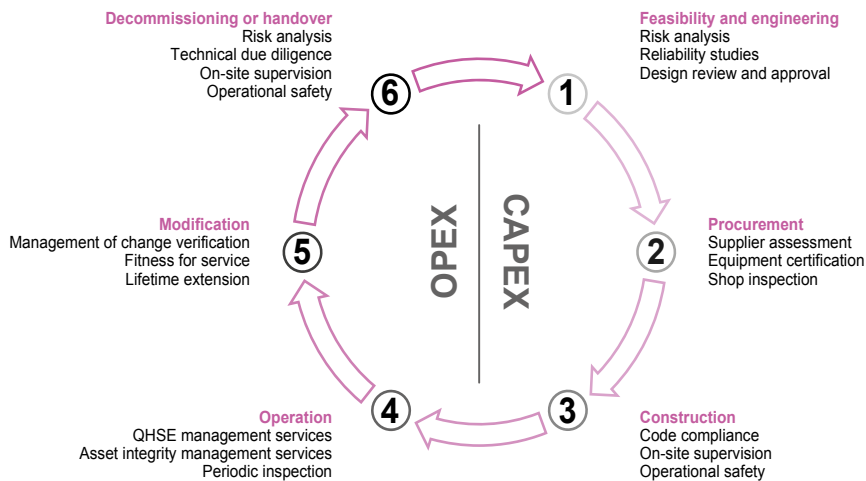 Decommissioning or handover
Risk analysis
Technical due diligence
On-site supervision
Operational safety
6
Feasibility and engineering
Risk analysis
Reliability studies
Design review and approval
1
Modification
Management of change verification
Fitness for service
Lifetime extension
5
OPEX
CAPEX
2
Procurement
Supplier assessment
Equipment certification
Shop inspection
Operation
QHSE management services
Asset integrity management services
Periodic inspection
4
3
Construction
Code compliance
On-site supervision
Operational safety